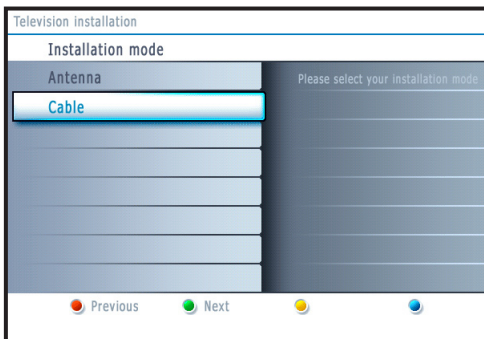 Television installation
Installation mode
Antenna
Please select your installation mode
Cable
Previous Next